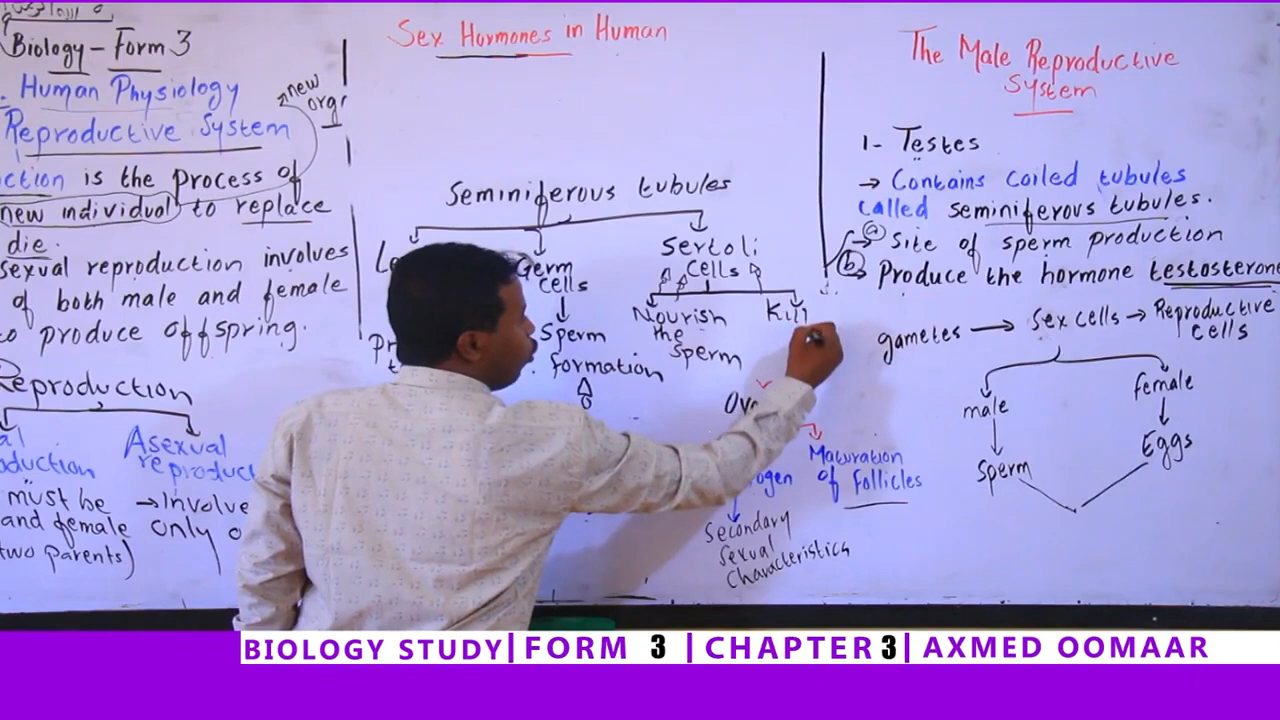 Biology - Form 3
Human Physiology
Reproductive System
new
is the process of
new individual to replace
die.
sexual reproduction involves
of both male and female
to produce offspring.
Reproduction
Asexual
must be
and female
two parents)
→ Involve
only
Sex Hormones in Human
Seminiferous tubules
Germ
cells
Sperm
formation
Sertoli
Cells
Nourish
the
sperm
Kill
Maturation
of follicles
Secondary
Sexual
Characteristics
The Male Reproductive
System
1- Testes
→ Contains coiled tubules
called seminiferous tubules.
(a) → Site of sperm production
(b) → Produce the hormone testosteron
gametes → Sex cells → Reproductive
cells
male
Sperm
female
Eggs
BIOLOGY STUDY| FORM 3 | CHAPTER 3| AXMED OOMAAR